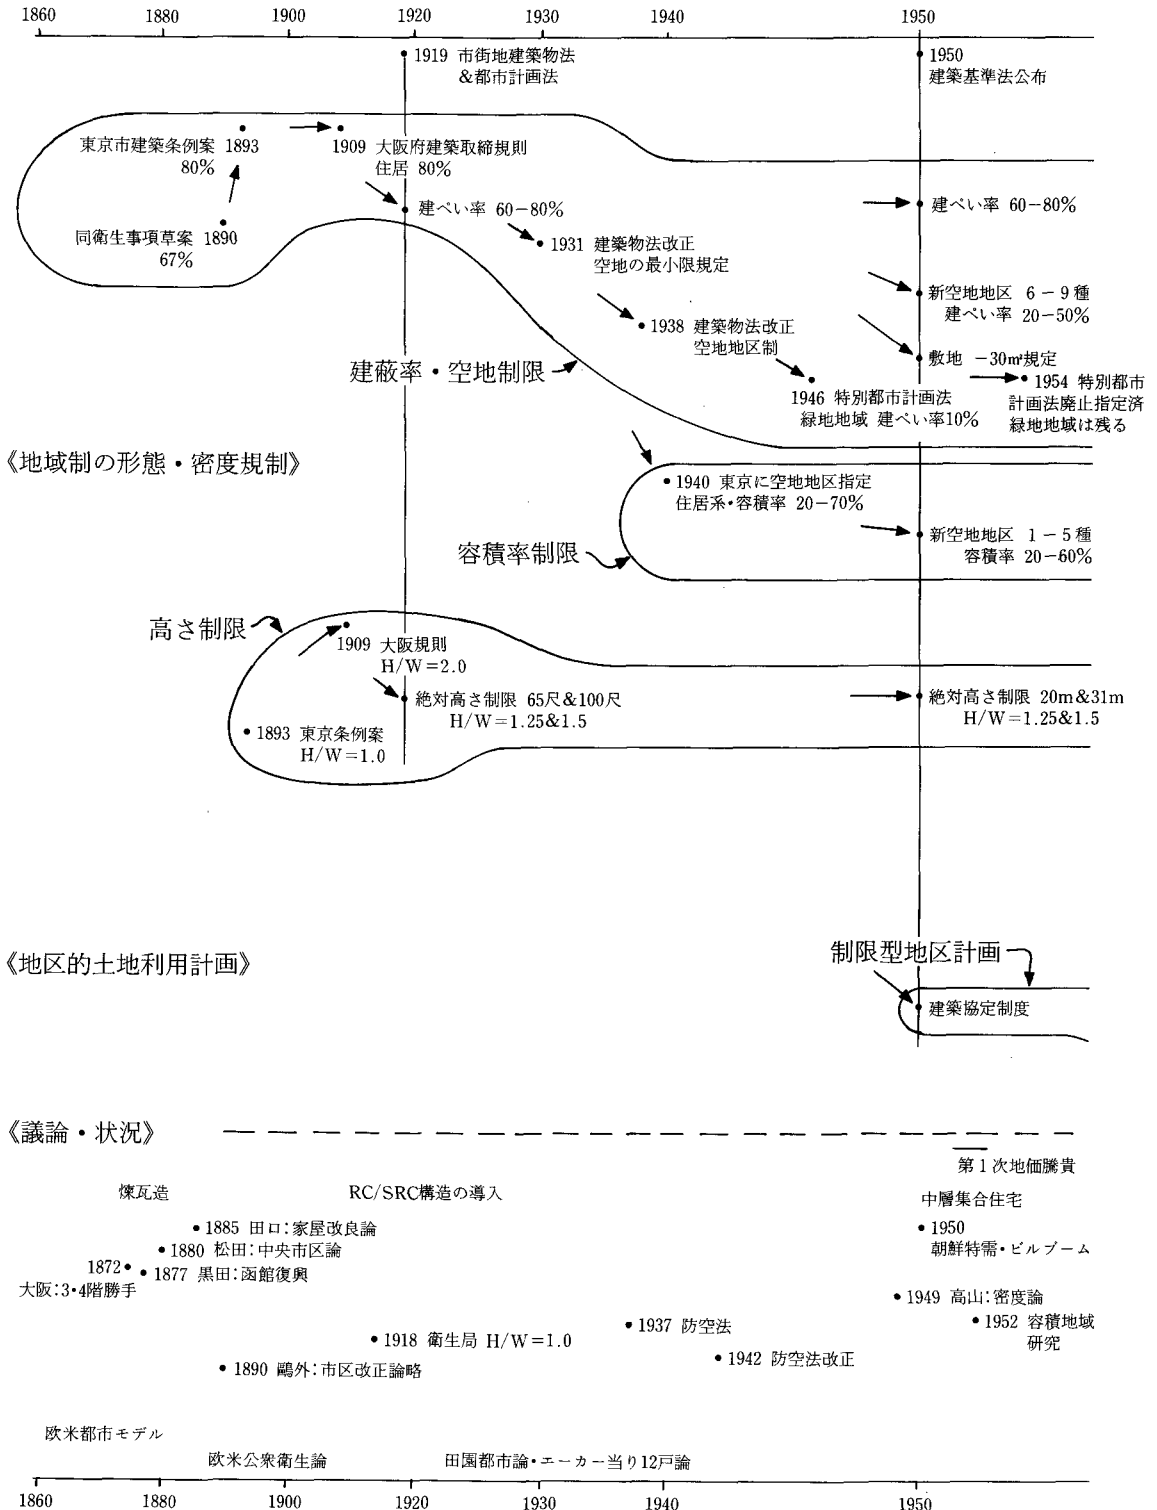 1860 1880 1900 1920 1930 1940 1950
1919 市街地建築物法
&都市計画法
1950
建築基準法公布
東京市建築条例案 1893
80%
1909 大阪府建築取締規則
住居 80%
同衛生事項草案 1890
67%
建ぺい率 60-80%
1931 建築物法改正
空地の最小限規定
1938 建築物法改正
空地地区制
1946 特別都市計画法
緑地地域 建ぺい率10%
建ぺい率 60-80%
新空地地区 6-9種
建ぺい率 20-50%
敷地 -30㎡規定
1954 特別都市
計画法廃止指定済
緑地地域は残る
建蔽率・空地制限
《地域制の形態・密度規制》
1940 東京に空地地区指定
住居系・容積率 20-70%
新空地地区 1-5種
容積率 20-60%
容積率制限
高さ制限
1909 大阪規則
H/W=2.0
絶対高さ制限 65尺&100尺
H/W=1.25&1.5
1893 東京条例案
H/W=1.0
絶対高さ制限 20m&31m
H/W=1.25&1.5
《地区的土地利用計画》
制限型地区計画
建築協定制度
《議論・状況》
第1次地価騰貴
煉瓦造
RC/SRC構造の導入
中層集合住宅
1885 田口:家屋改良論
1880 松田:中央市区論
1872
大阪:3・4階勝手
1877 黒田:函館復興
1950
朝鮮特需・ビルブーム
1949 高山:密度論
1952 容積地域
研究
1937 防空法
1918 衛生局 H/W=1.0
1942 防空法改正
1890 鷗外:市区改正論略
欧米都市モデル
欧米公衆衛生論
田園都市論・エーカー当り12戸論
1860 1880 1900 1920 1930 1940 1950